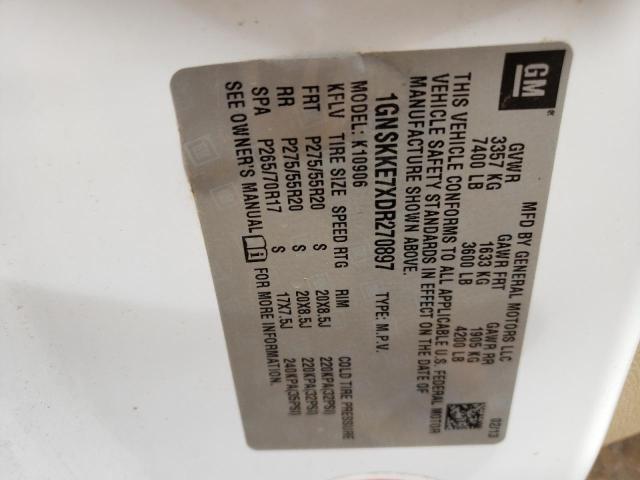 GM
MFD BY GENERAL MOTORS LLC 02/13
GVWR GAWR FRT GAWR RR
3357 KG 1633 KG 1905 KG
7400 LB 3600 LB 4200 LB
THIS VEHICLE CONFORMS TO ALL APPLICABLE U.S. FEDERAL MOTOR
VEHICLE SAFETY STANDARDS IN EFFECT ON THE DATE OF
MANUFACTURE SHOWN ABOVE.
1GNSKKE7XDR270897 TYPE: M.P.V.
MODEL: K10906
KFLV TIRE SIZE SPEED RTG RIM COLD TIRE PRESSURE
FRT P275/55R20 S 20X8.5J 220KPA(32PSI)
RR P275/55R20 S 20X8.5J 220KPA(32PSI)
SPA P265/70R17 S 17X7.5J 240KPA(35PSI)
SEE OWNER'S MANUAL FOR MORE INFORMATION.